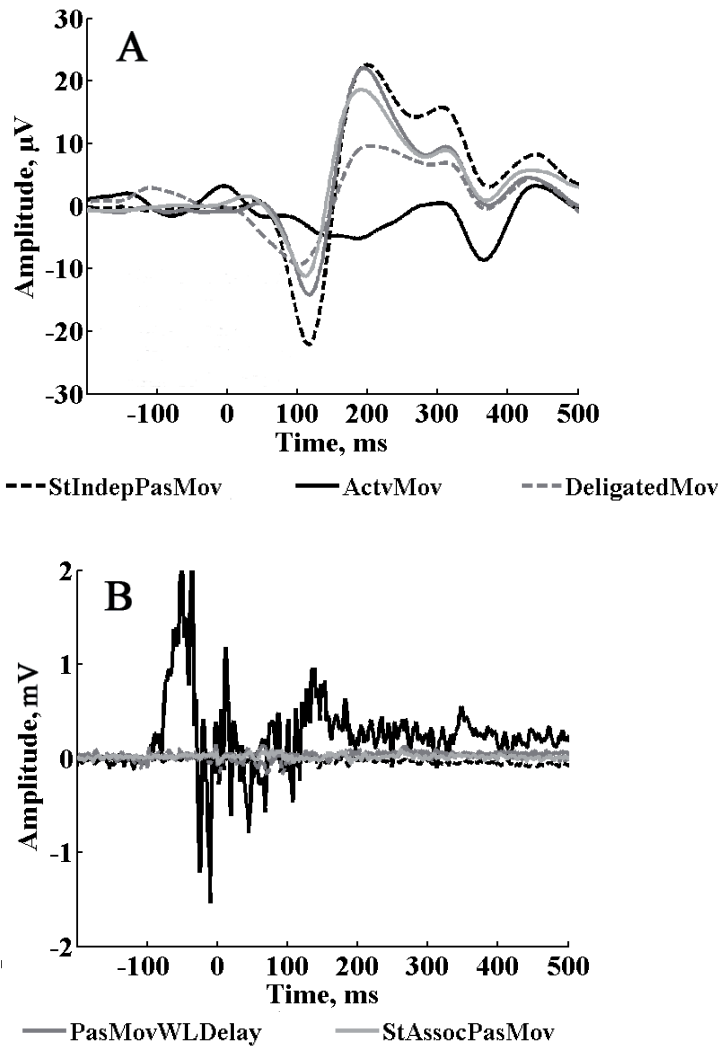 A
30
20
10
0
-10
-20
-30
Amplitude, µV
-100 0 100 200 300 400 500
Time, ms
StIndepPasMov ActvMov DeligatedMov
B
2
1
0
-1
-2
Amplitude, mV
-100 0 100 200 300 400 500
Time, ms
PasMovWLDelay StAssocPasMov